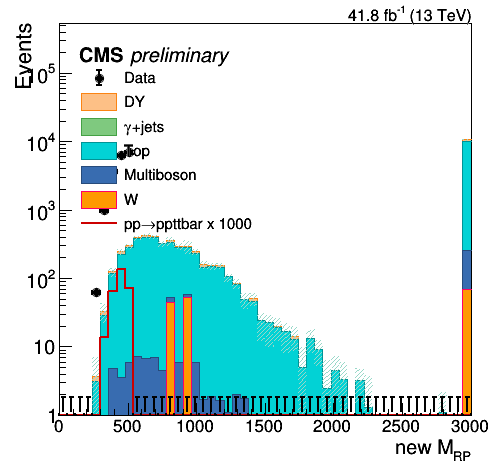 41.8 fb⁻¹ (13 TeV)
Events
CMS preliminary
Data
DY
γ+jets
Top
Multiboson
W
pp→ppttbar x 1000
10⁵
10⁴
10³
10²
10
1
0 500 1000 1500 2000 2500 3000
new M_RP